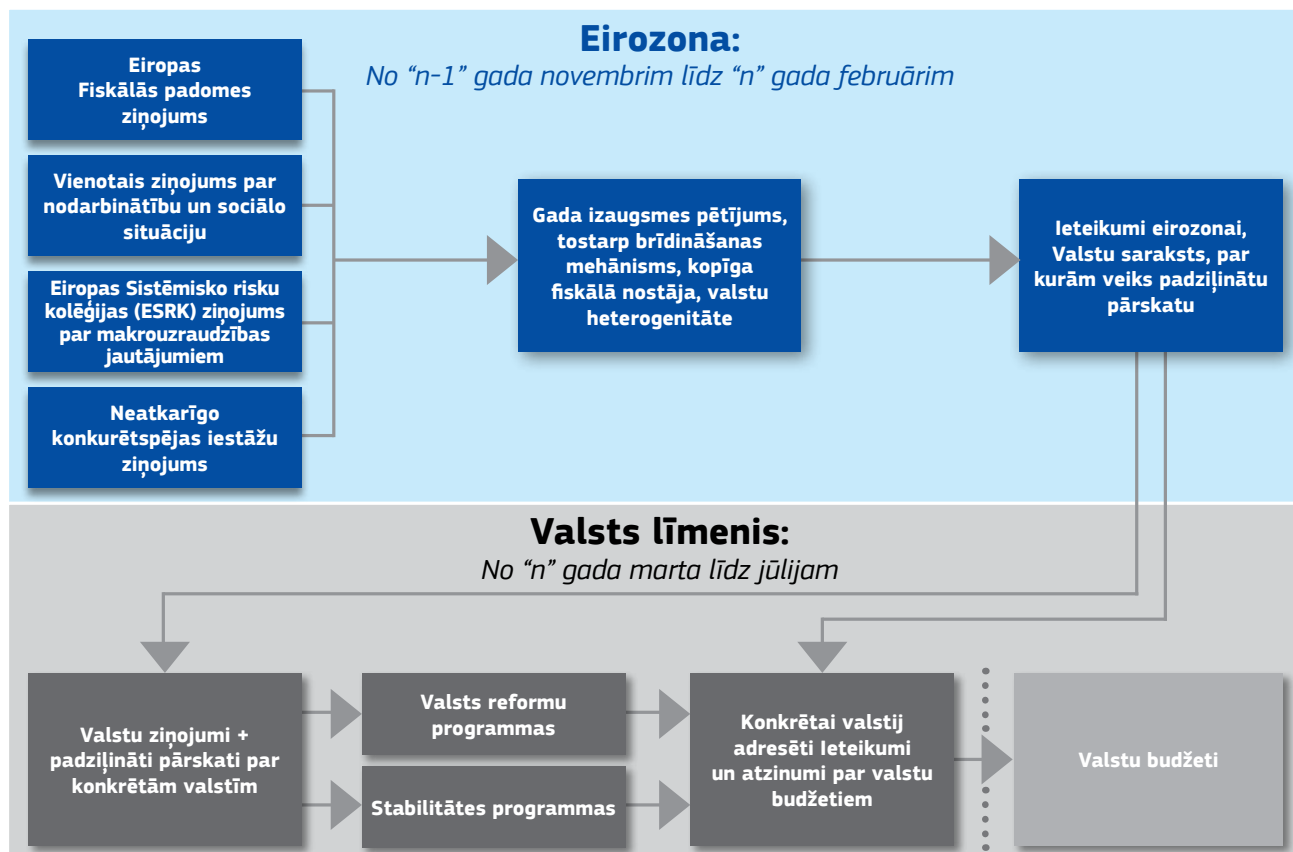 Eirozona:
No “n-1” gada novembrim līdz “n” gada februārim
Eiropas
Fiskālās padomes
ziņojums
Vienotais ziņojums par
nodarbinātību un sociālo
situāciju
Eiropas Sistēmisko risku
kolēģijas (ESRK) ziņojums
par makrouzraudzības
jautājumiem
Neatkarīgo
konkurētspējas iestāžu
ziņojums
Gada izaugsmes pētījums,
tostarp brīdināšanas
mehānisms, kopīga
fiskālā nostāja, valstu
heterogenitāte
Ieteikumi eirozonai,
Valstu saraksts, par
kurām veiks padziļinātu
pārskatu
Valsts līmenis:
No “n” gada marta līdz jūlijam
Valstu ziņojumi +
padziļināti pārskati par
konkrētām valstīm
Valsts reformu
programmas
Stabilitātes programmas
Konkrētai valstij
adresēti Ieteikumi
un atzinumi par valstu
budžetiem
Valstu budžeti